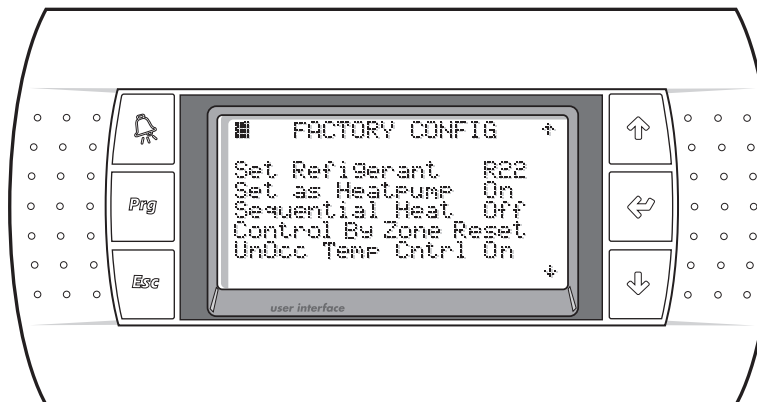 FACTORY CONFIG
Set Refigerant R22
Set as Heatpump On
Sequential Heat Off
Control By Zone Reset
UnOcc Temp Cntrl On
Prg
Esc
user interface